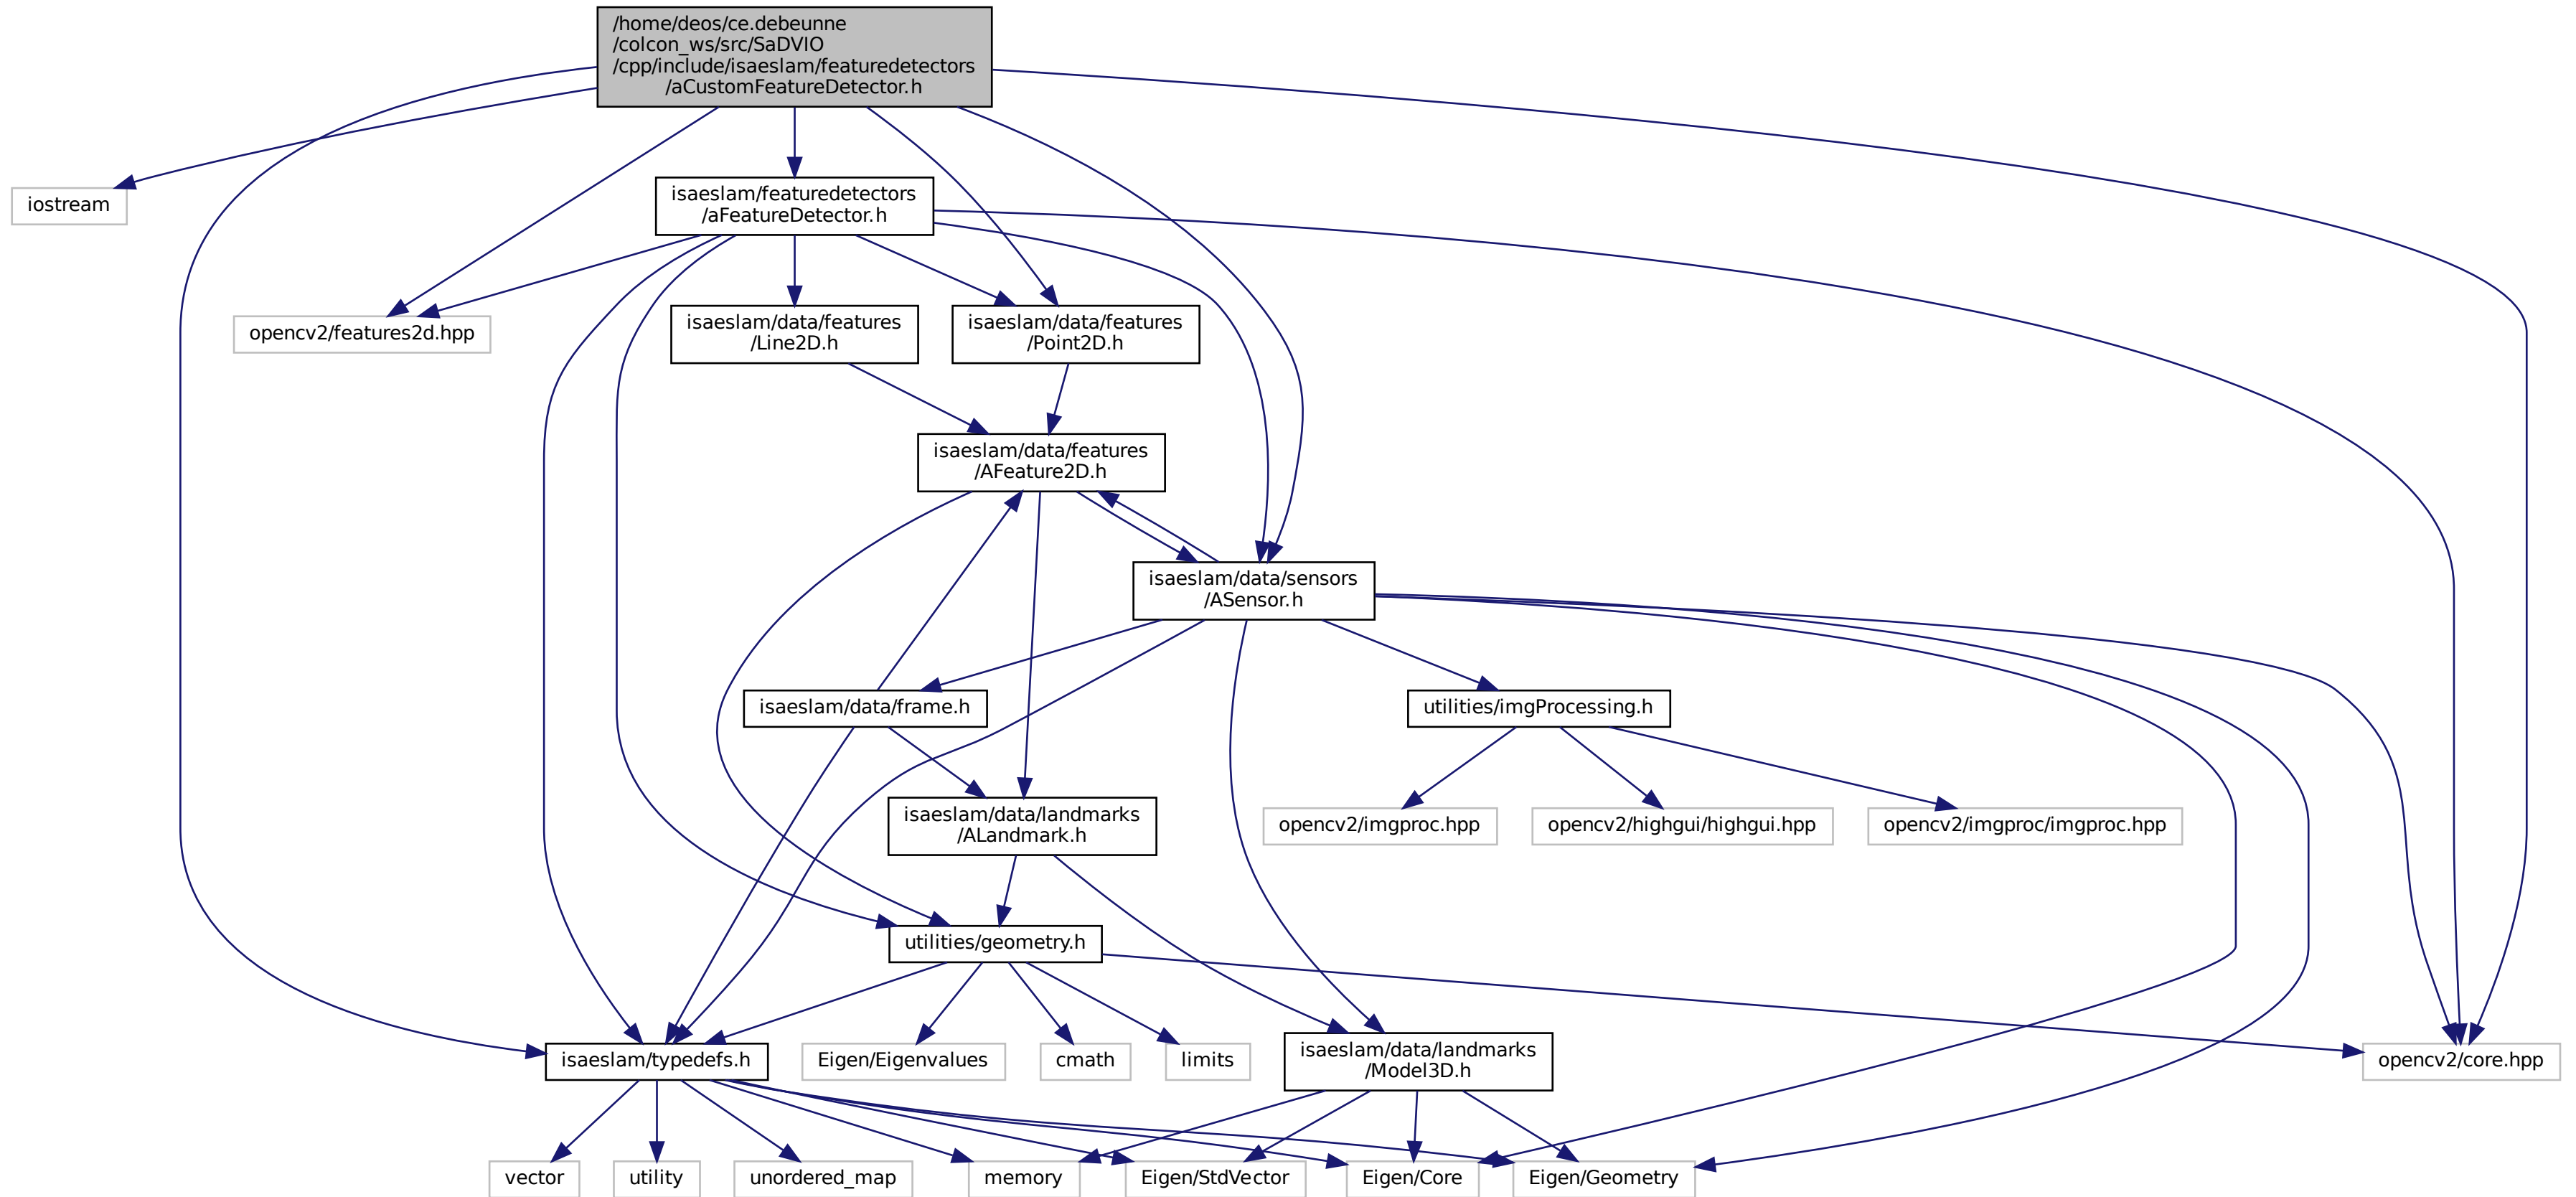 /home/deos/ce.debeunne
/colcon_ws/src/SaDVIO
/cpp/include/isaeslam/featuredetectors
/aCustomFeatureDetector.h
iostream
isaeslam/featuredetectors
/aFeatureDetector.h
opencv2/features2d.hpp
isaeslam/data/features
/Line2D.h
isaeslam/data/features
/Point2D.h
isaeslam/data/features
/AFeature2D.h
isaeslam/data/sensors
/ASensor.h
isaeslam/data/frame.h
utilities/imgProcessing.h
isaeslam/data/landmarks
/ALandmark.h
opencv2/imgproc.hpp
opencv2/highgui/highgui.hpp
opencv2/imgproc/imgproc.hpp
utilities/geometry.h
isaeslam/typedefs.h
Eigen/Eigenvalues
cmath
limits
isaeslam/data/landmarks
/Model3D.h
opencv2/core.hpp
vector
utility
unordered_map
memory
Eigen/StdVector
Eigen/Core
Eigen/Geometry